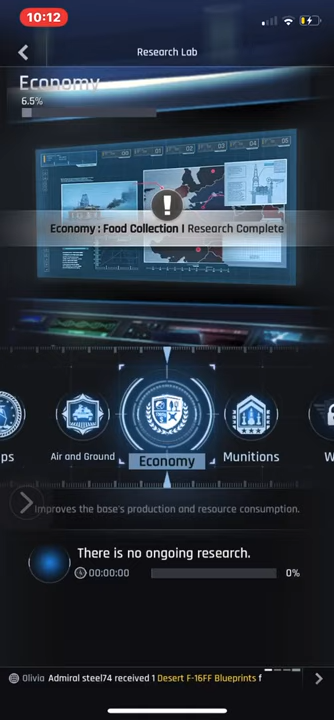 10:12
Research Lab
Economy
6.5%
Economy : Food Collection I Research Complete
ps
Air and Ground
Economy
Munitions
W
Improves the base's production and resource consumption.
There is no ongoing research.
00:00:00
0%
Olivia Admiral steel74 received 1 Desert F-16FF Blueprints f